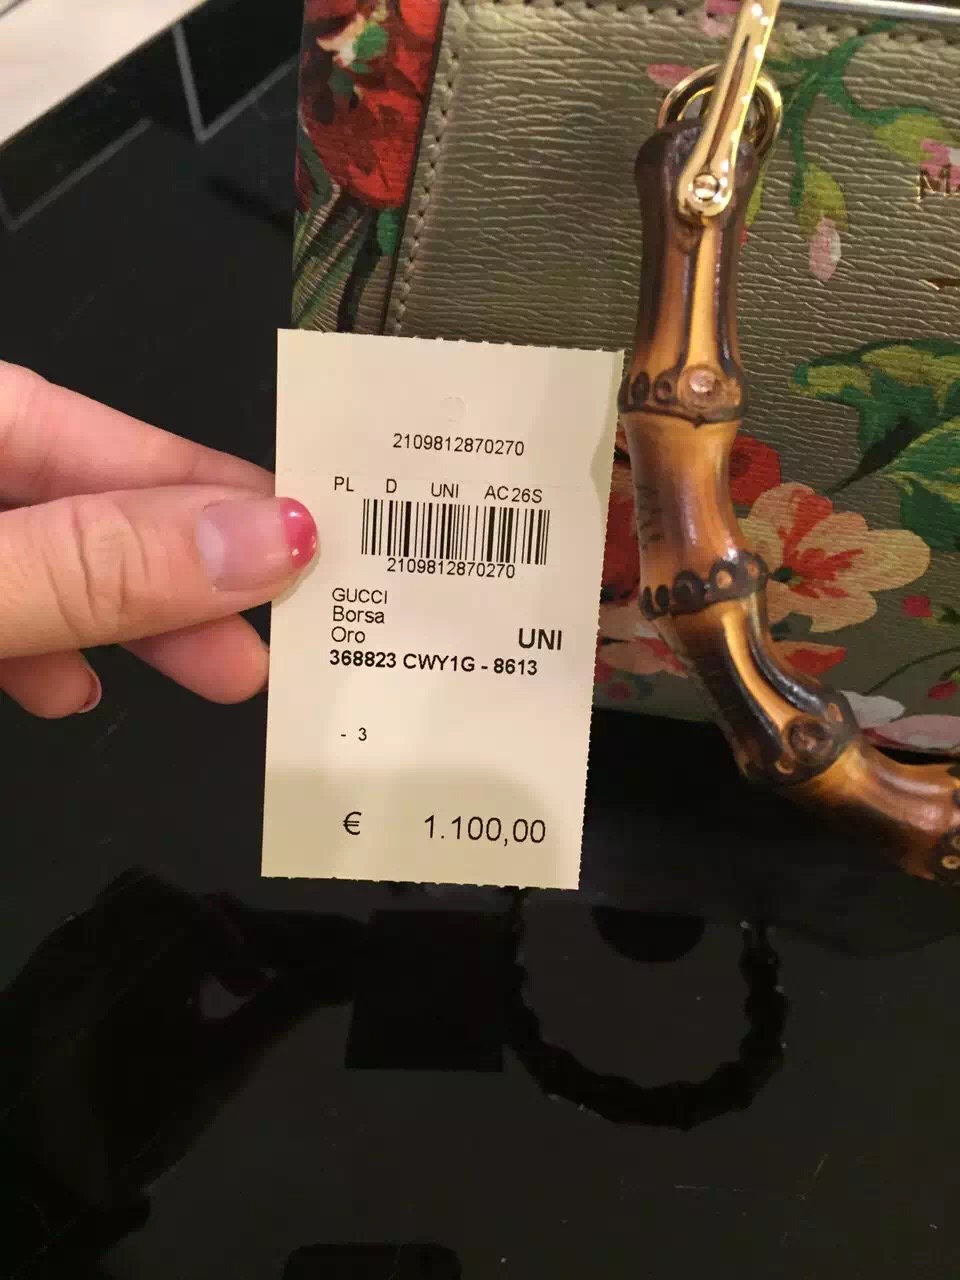 2109812870270
PL D UNI AC26S
2109812870270
GUCCI
Borsa
Oro UNI
368823 CWY1G - 8613
- 3
€ 1.100,00